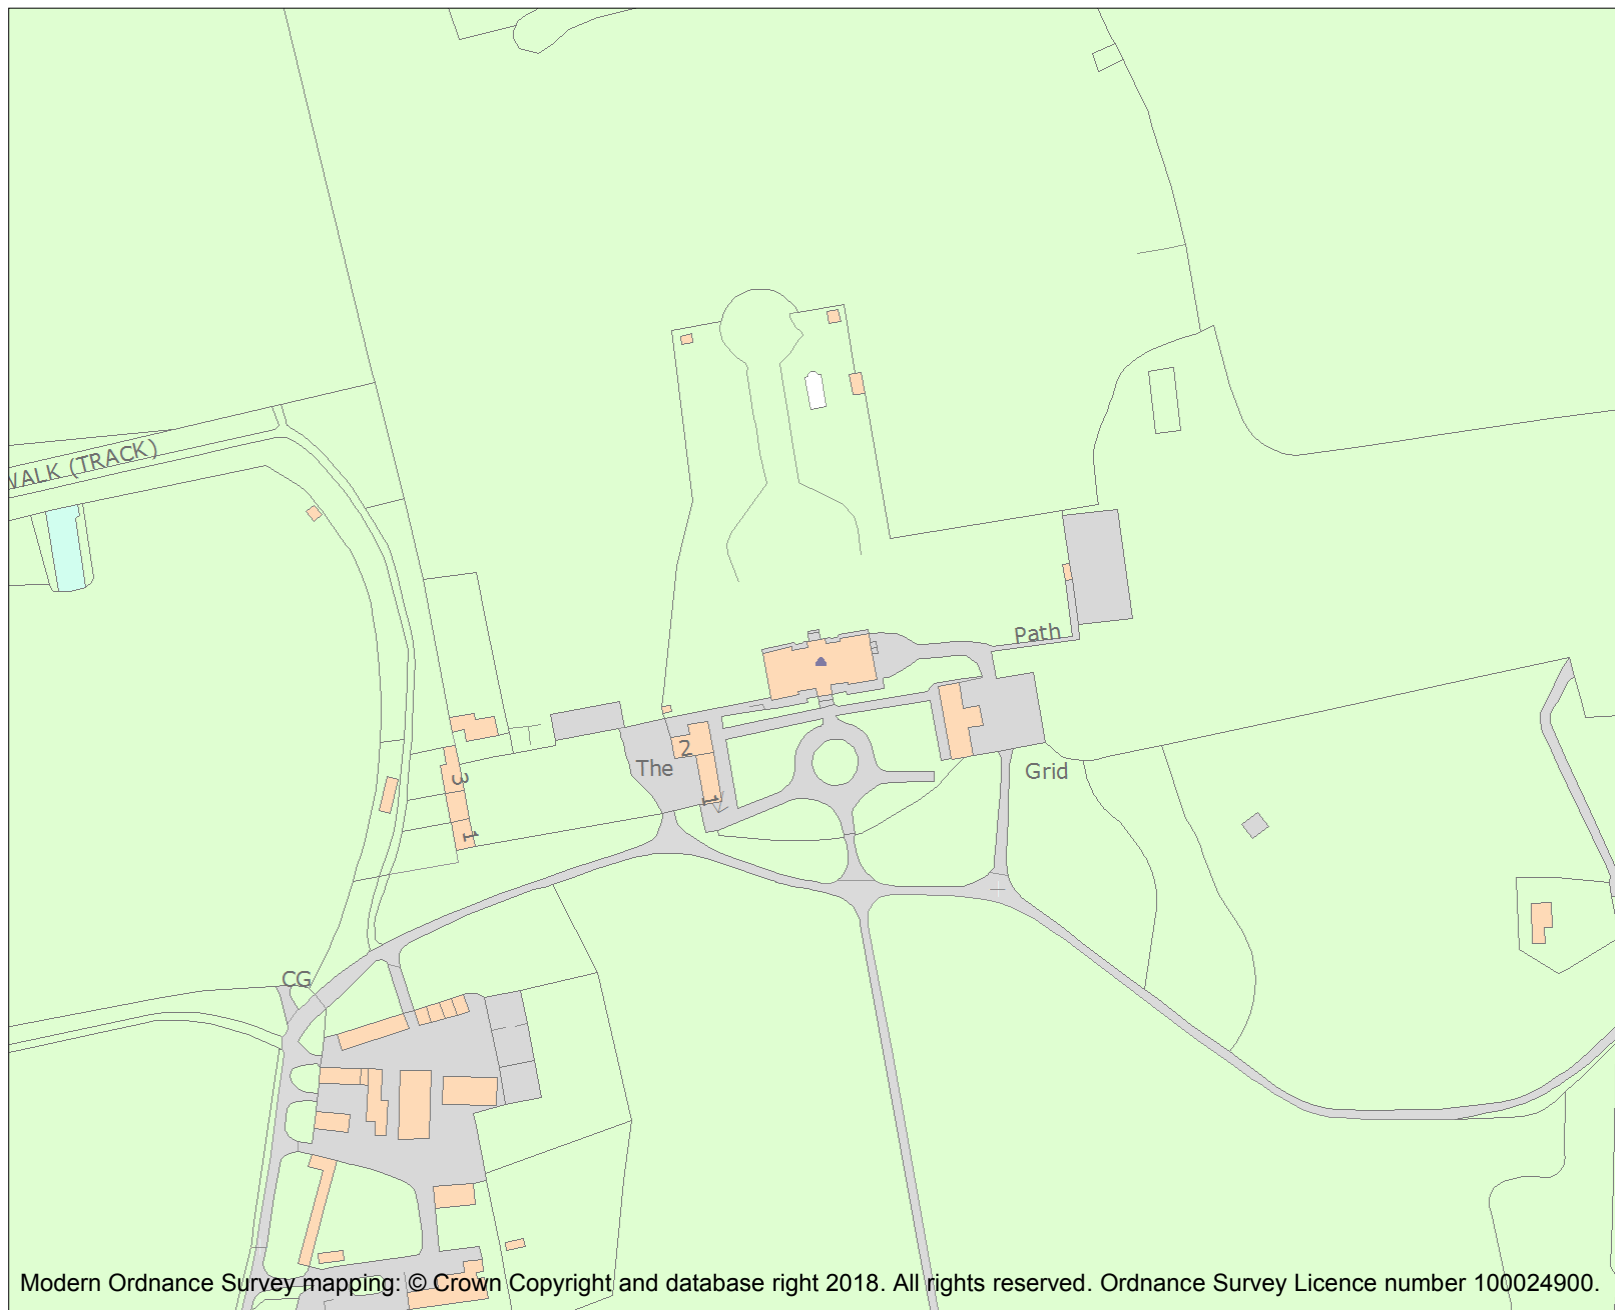 WALK (TRACK)
Path
2
The
Grid
3
1
1
CG
Modern Ordnance Survey mapping: © Crown Copyright and database right 2018. All rights reserved. Ordnance Survey Licence number 100024900.